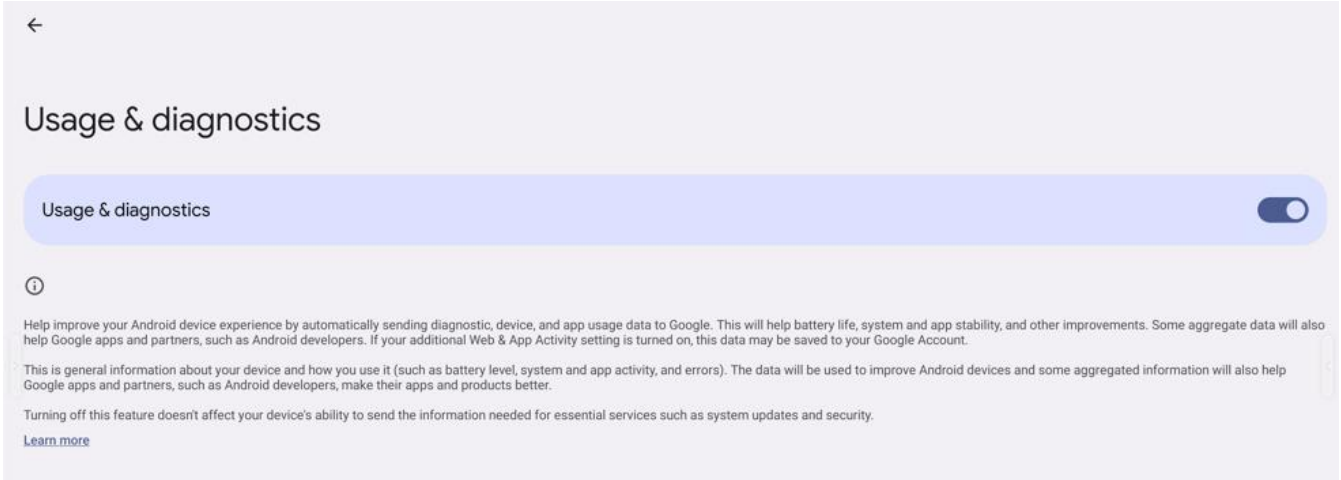 Usage & diagnostics
Usage & diagnostics
Help improve your Android device experience by automatically sending diagnostic, device, and app usage data to Google. This will help battery life, system and app stability, and other improvements. Some aggregate data will also
help Google apps and partners, such as Android developers. If your additional Web & App Activity setting is turned on, this data may be saved to your Google Account.
This is general information about your device and how you use it (such as battery level, system and app activity, and errors). The data will be used to improve Android devices and some aggregated information will also help
Google apps and partners, such as Android developers, make their apps and products better.
Turning off this feature doesn't affect your device's ability to send the information needed for essential services such as system updates and security.
Learn more